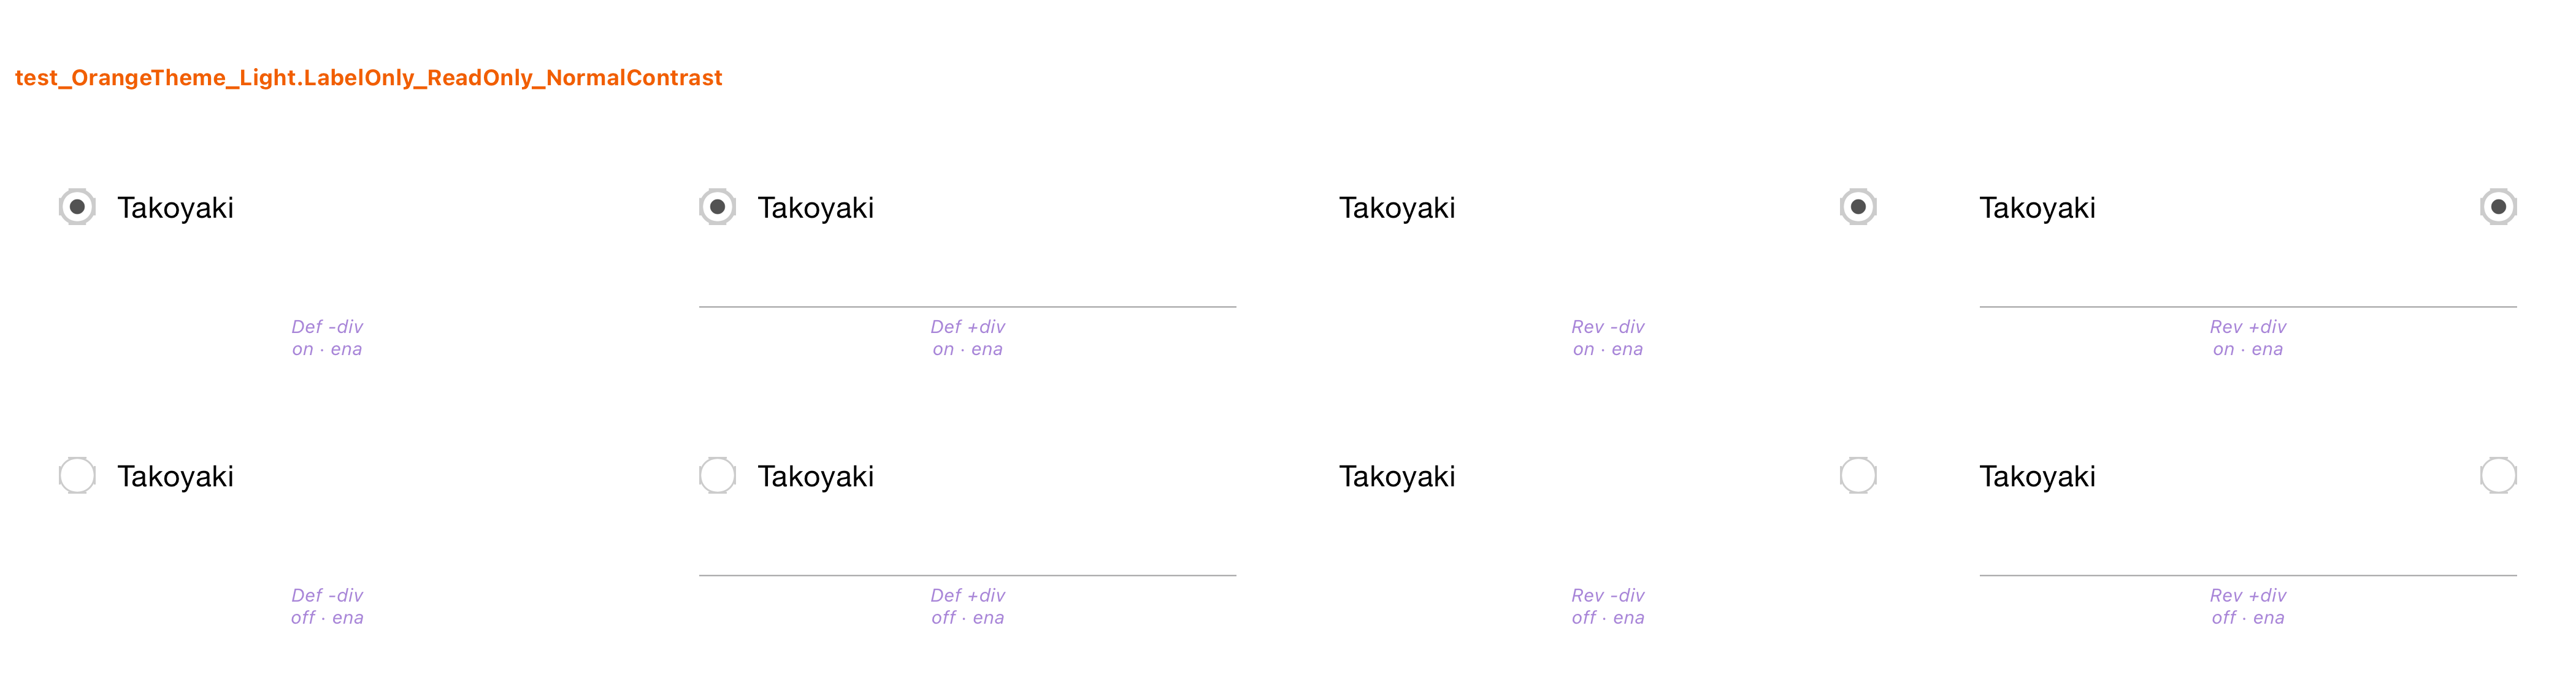 test_OrangeTheme_Light.LabelOnly_ReadOnly_NormalContrast
Takoyaki
Takoyaki
Takoyaki
Takoyaki
Def -div
on · ena
Def +div
on · ena
Rev -div
on · ena
Rev +div
on · ena
Takoyaki
Takoyaki
Takoyaki
Takoyaki
Def -div
off · ena
Def +div
off · ena
Rev -div
off · ena
Rev +div
off · ena